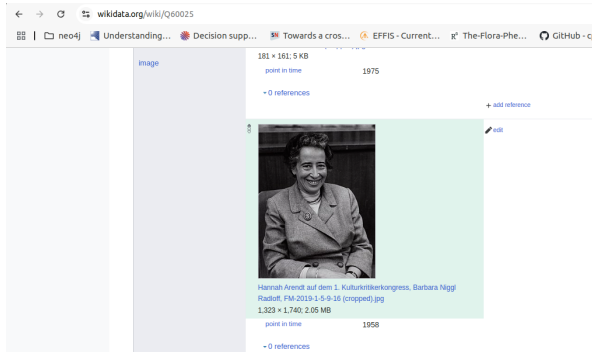 wikidata.org/wiki/Q60025
neo4j Understanding... Decision supp... SN Towards a cros... EFFIS - Current... R⁶ The-Flora-Phe... GitHub - c
181 × 161; 5 KB
image
point in time 1975
0 references
+ add reference
edit
Hannah Arendt auf dem 1. Kulturkritikerkongress, Barbara Niggl
Radloff, FM-2019-1-5-9-16 (cropped).jpg
1,323 × 1,740; 2.05 MB
point in time 1958
0 references